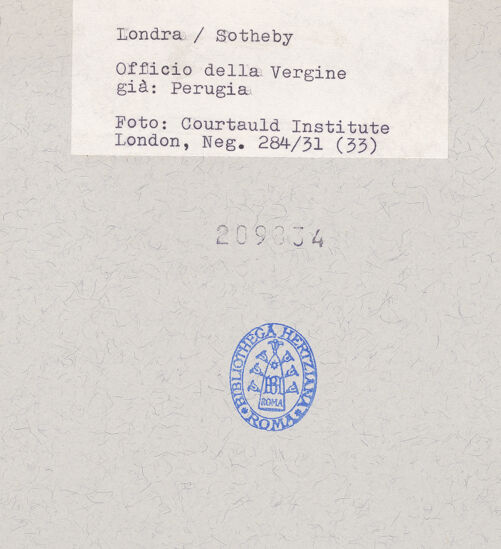 Londra / Sotheby
Officio della Vergine
già: Perugia
Foto: Courtauld Institute
London, Neg. 284/31 (33)
209034
BIBLIOTHECA HERTZIANA
ROMA
ROMA